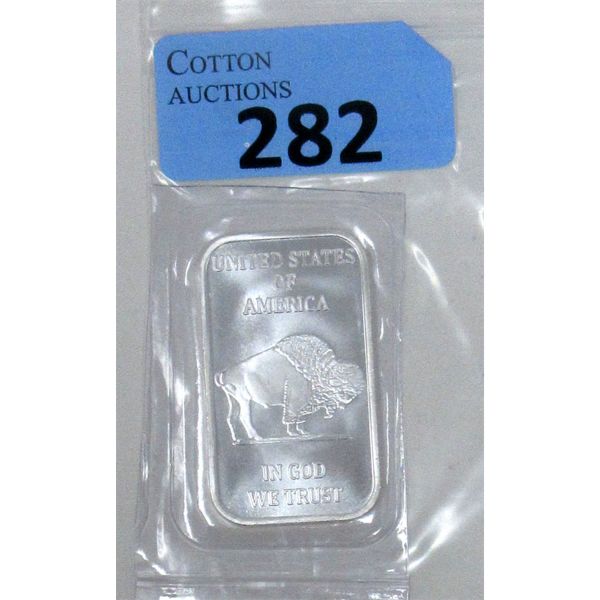 COTTON
AUCTIONS
282
UNITED STATES
OF
AMERICA
IN GOD
WE TRUST